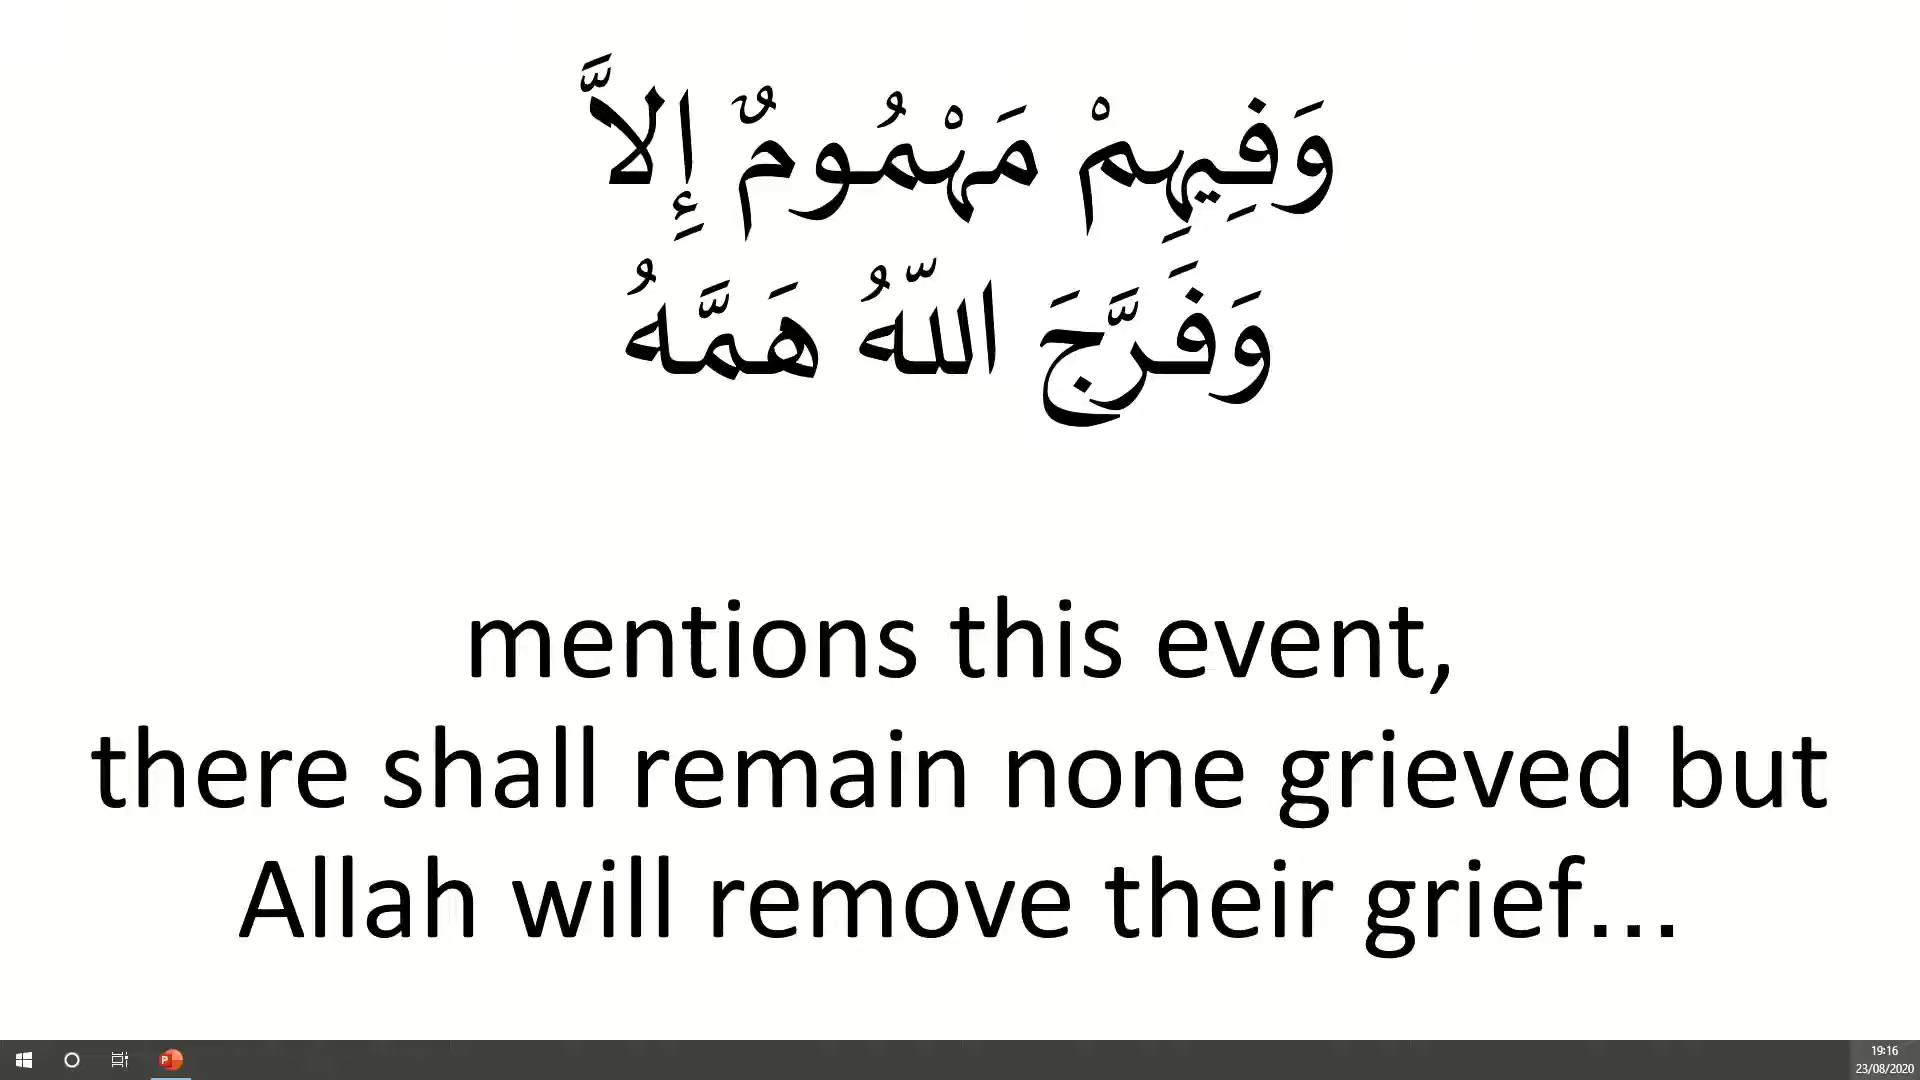 وَفِيهِمْ مَهْمُومٌ إِلاَّ
وَفَرَّجَ اللّهُ هَمَّهُ
mentions this event,
there shall remain none grieved but
Allah will remove their grief...
19:16
23/08/2020